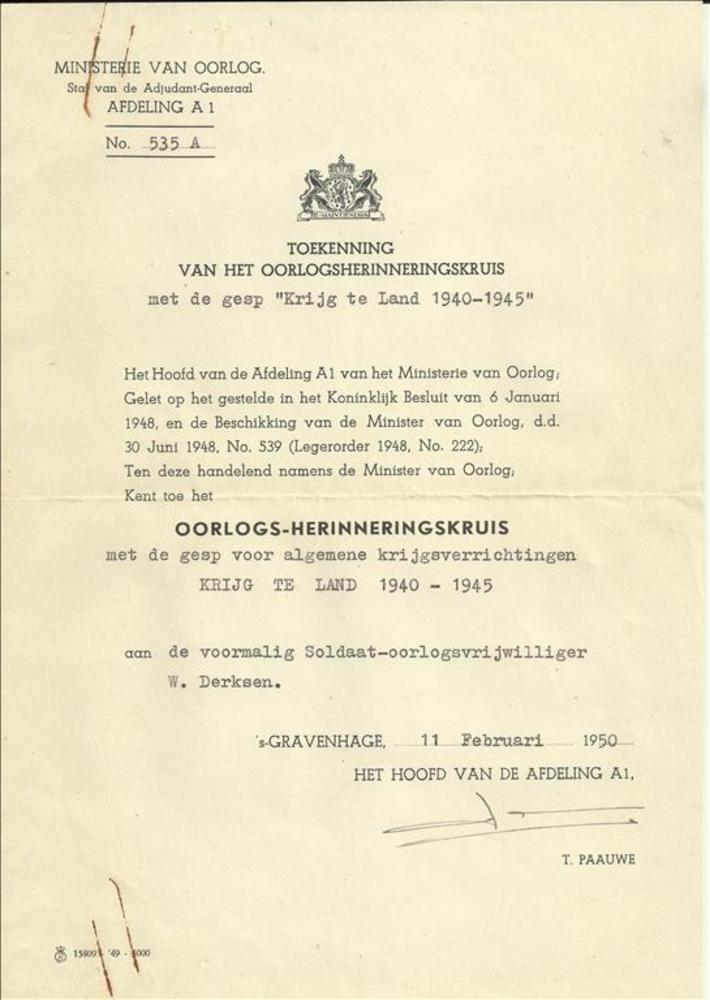 MINISTERIE VAN OORLOG.
Staf van de Adjudant-Generaal
AFDELING A 1
No. 535 A
JE MAINTIENDRAI
TOEKENNING
VAN HET OORLOGSHERINNERINGSKRUIS
met de gesp "Krijg te Land 1940-1945"
Het Hoofd van de Afdeling A1 van het Ministerie van Oorlog;
Gelet op het gestelde in het Koninklijk Besluit van 6 Januari
1948, en de Beschikking van de Minister van Oorlog, d.d.
30 Juni 1948, No. 539 (Legerorder 1948, No. 222);
Ten deze handelend namens de Minister van Oorlog;
Kent toe het
OORLOGS-HERINNERINGSKRUIS
met de gesp voor algemene krijgsverrichtingen
KRIJG TE LAND 1940 - 1945
aan de voormalig Soldaat-oorlogsvrijwilliger
W. Derksen.
's-GRAVENHAGE, 11 Februari 1950
HET HOOFD VAN DE AFDELING A1,
T. PAAUWE
'49 -